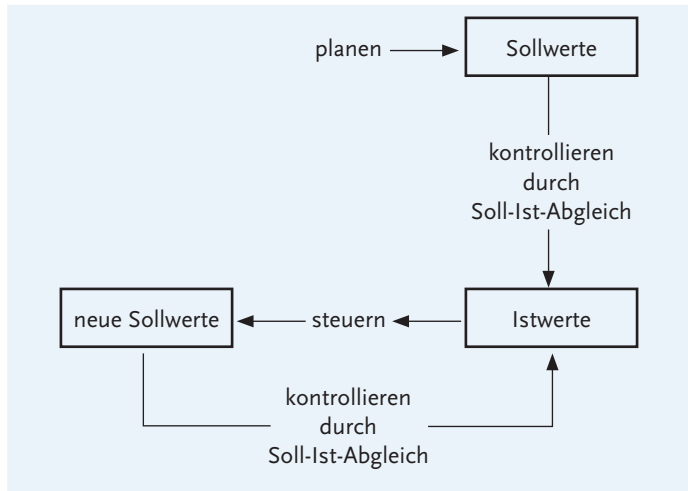 planen
Sollwerte
kontrollieren
durch
Soll-Ist-Abgleich
neue Sollwerte
steuern
Istwerte
kontrollieren
durch
Soll-Ist-Abgleich